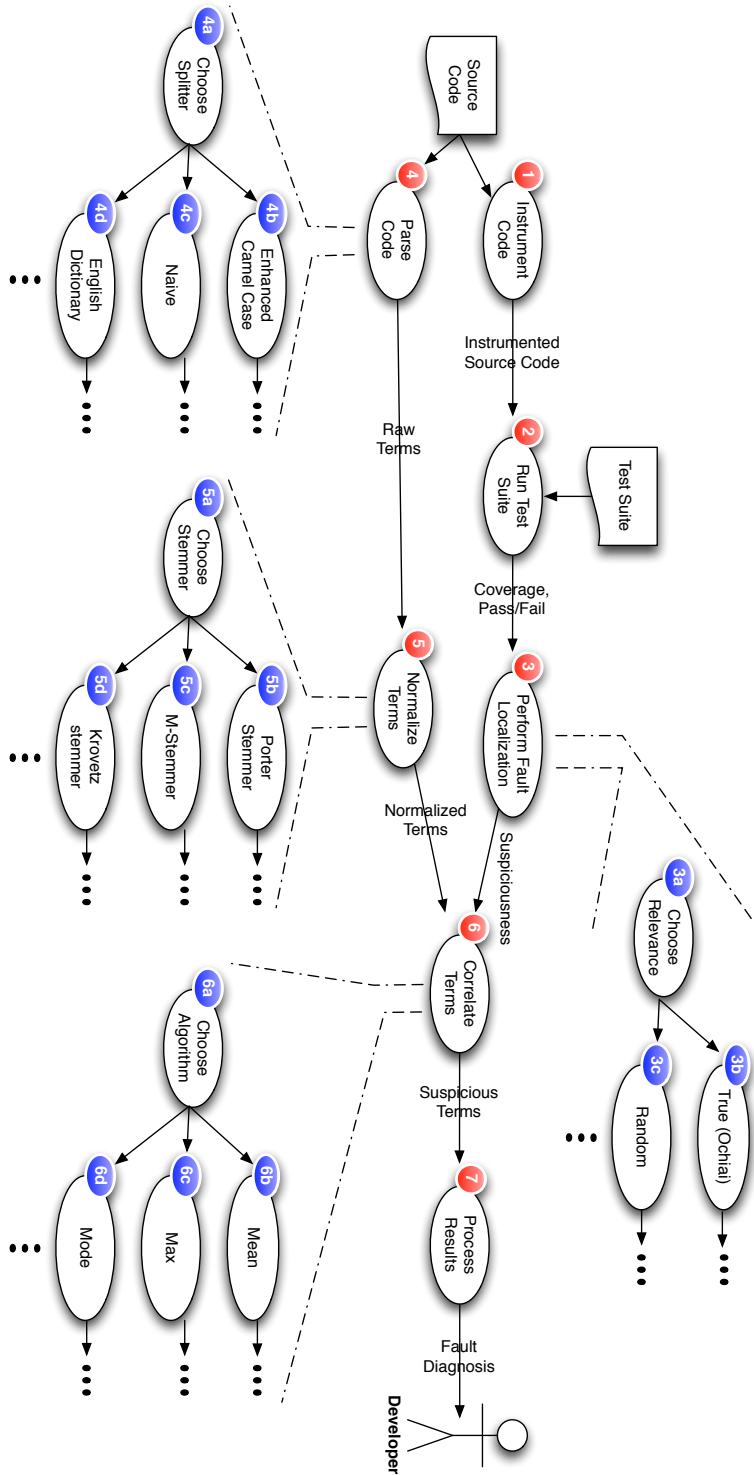 3a
Choose
Relevance
3b
True (Ochiai)
3c
Random
Test Suite
Source
Code
1
Instrument
Code
Instrumented
Source Code
2
Run Test
Suite
Coverage,
Pass/Fail
3
Perform Fault
Localization
Suspiciousness
4
Parse
Code
Raw
Terms
5
Normalize
Terms
Normalized
Terms
6
Correlate
Terms
Suspicious
Terms
7
Process
Results
Fault
Diagnosis
Developer
4a
Choose
Splitter
4b
Enhanced
Camel Case
4c
Naive
4d
English
Dictionary
5a
Choose
Stemmer
5b
Porter
Stemmer
5c
M-Stemmer
5d
Krovetz
stemmer
6a
Choose
Algorithm
6b
Mean
6c
Max
6d
Mode